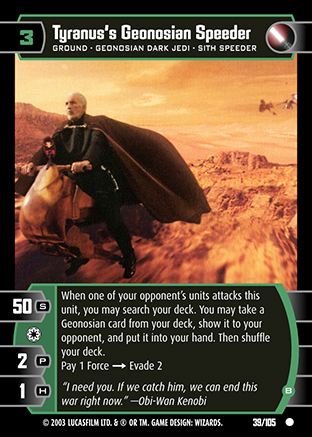 3
Tyranus's Geonosian Speeder
GROUND • GEONOSIAN DARK JEDI • SITH SPEEDER
50 S
2 P
1 H
When one of your opponent's units attacks this
unit, you may search your deck. You may take a
Geonosian card from your deck, show it to your
opponent, and put it into your hand. Then shuffle
your deck.
Pay 1 Force → Evade 2
"I need you. If we catch him, we can end this
war right now." —Obi-Wan Kenobi
B
© 2003 LUCASFILM LTD. & ® OR TM. GAME DESIGN: WIZARDS.
39/105